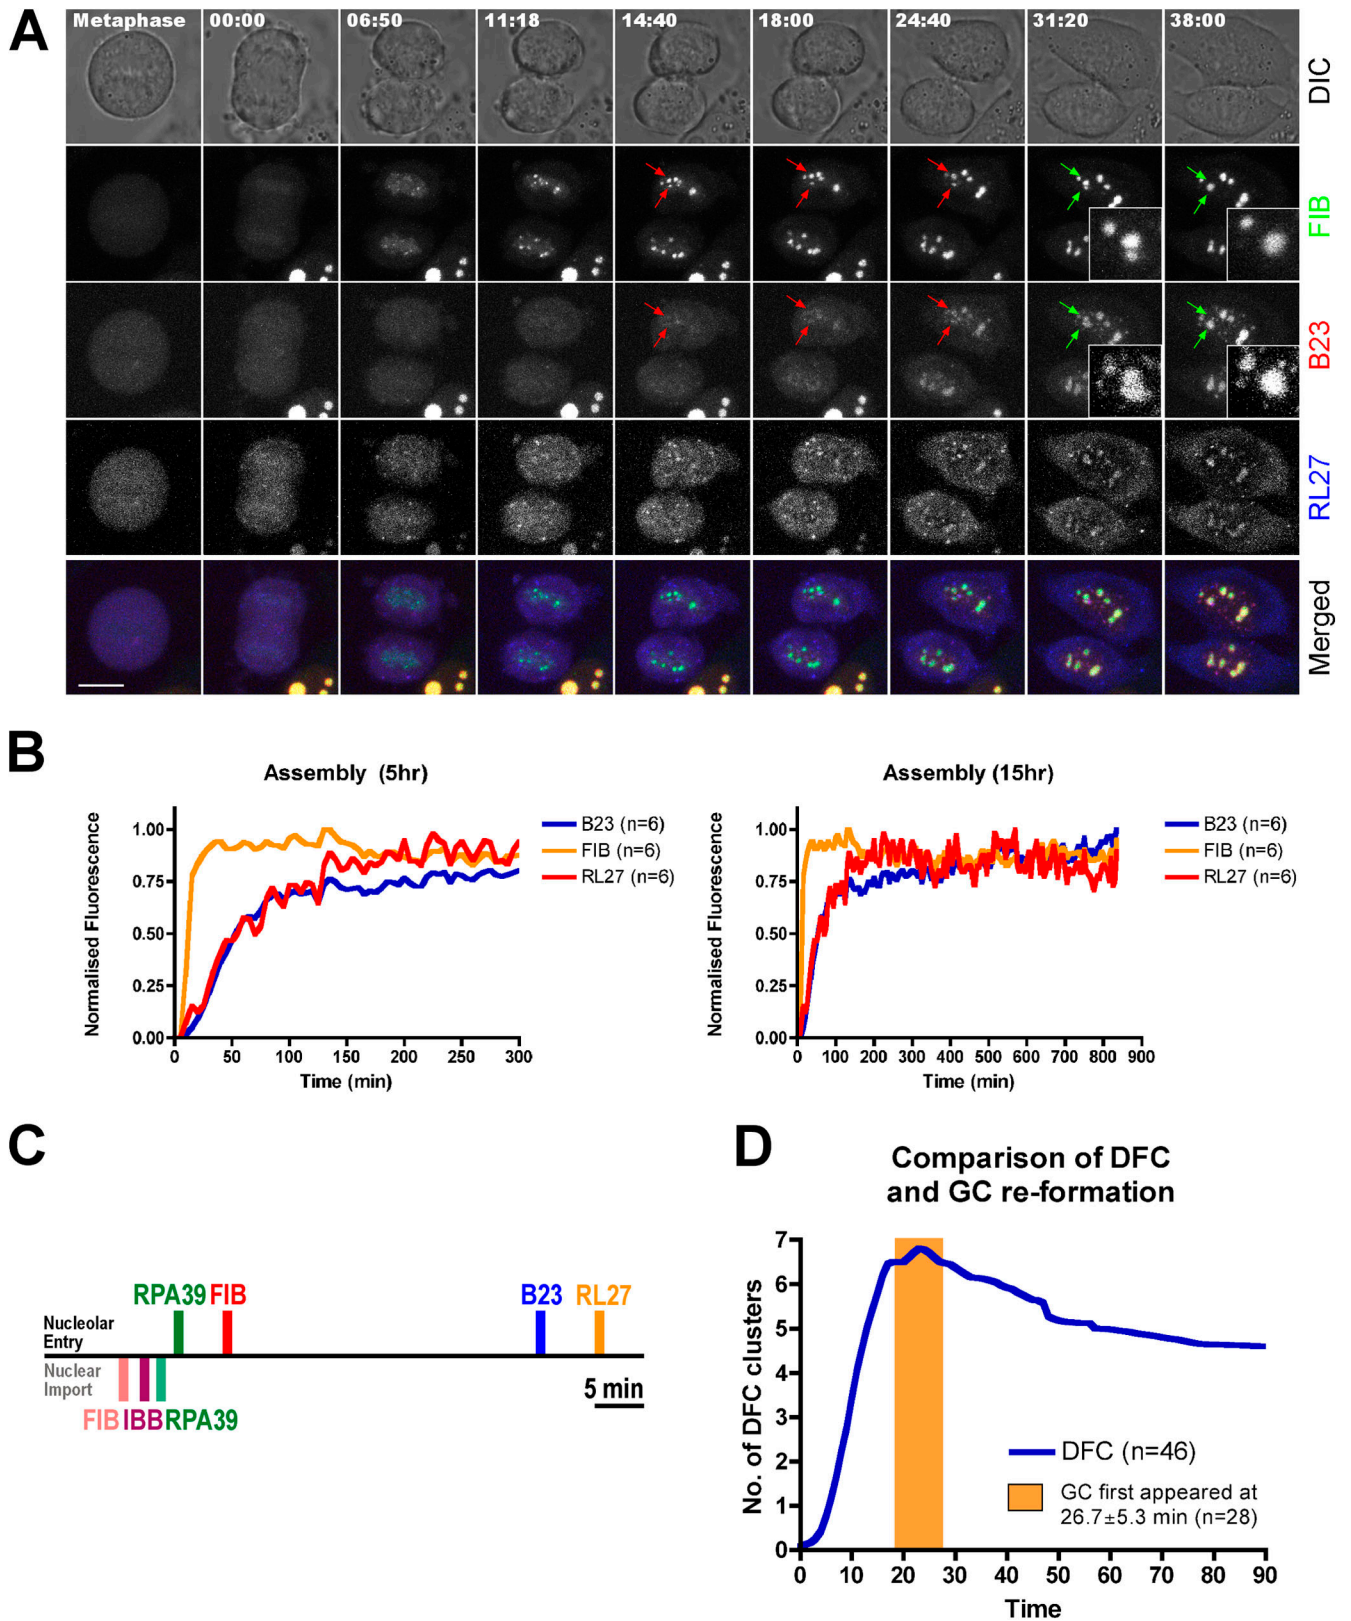 A
Metaphase 00:00 06:50 11:18 14:40 18:00 24:40 31:20 38:00
DIC
FIB
B23
RL27
Merged
B
Assembly (5hr)
Normalised Fluorescence
1.00
0.75
0.50
0.25
0.00
0 50 100 150 200 250 300
Time (min)
B23 (n=6)
FIB (n=6)
RL27 (n=6)
Assembly (15hr)
Normalised Fluorescence
1.00
0.75
0.50
0.25
0.00
0 100 200 300 400 500 600 700 800 900
Time (min)
B23 (n=6)
FIB (n=6)
RL27 (n=6)
C
RPA39 FIB B23 RL27
Nucleolar
Entry
Nuclear
Import
5 min
FIB IBB RPA39
D
Comparison of DFC
and GC re-formation
No. of DFC clusters
7
6
5
4
3
2
1
0
0 10 20 30 40 50 60 70 80 90
Time
DFC (n=46)
GC first appeared at
26.7±5.3 min (n=28)